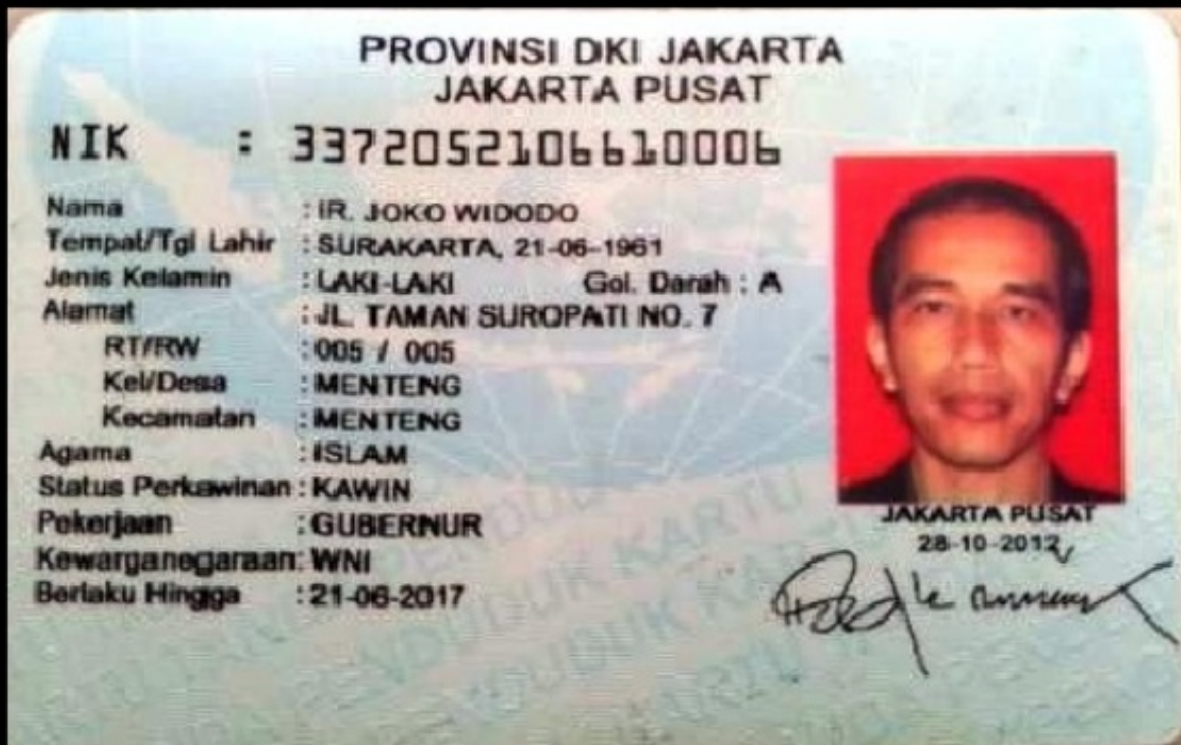 PROVINSI DKI JAKARTA
JAKARTA PUSAT
NIK : 3372052106610006
Nama : IR. JOKO WIDODO
Tempat/Tgl Lahir : SURAKARTA, 21-06-1961
Jenis Kelamin : LAKI-LAKI Gol. Darah : A
Alamat : JL. TAMAN SUROPATI NO. 7
RT/RW : 005 / 005
Kel/Desa : MENTENG
Kecamatan : MENTENG
Agama : ISLAM
Status Perkawinan : KAWIN
Pekerjaan : GUBERNUR
Kewarganegaraan: WNI
Berlaku Hingga : 21-06-2017
JAKARTA PUSAT
28-10-2012